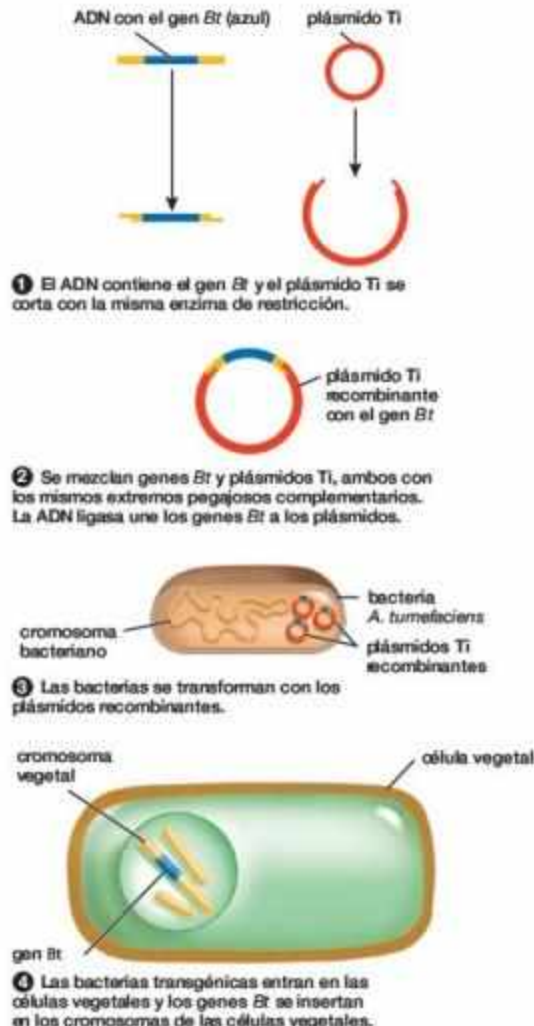 ADN con el gen Bt (azul)
plásmido Ti
❶ El ADN contiene el gen Bt y el plásmido Ti se
corta con la misma enzima de restricción.
plásmido Ti
recombinante
con el gen Bt
❷ Se mezclan genes Bt y plásmidos Ti, ambos con
los mismos extremos pegajosos complementarios.
La ADN ligasa une los genes Bt a los plásmidos.
cromosoma
bacteriano
bacteria
A. tumefaciens
plásmidos Ti
recombinantes
❸ Las bacterias se transforman con los
plásmidos recombinantes.
cromosoma
vegetal
célula vegetal
gen Bt
❹ Las bacterias transgénicas entran en las
células vegetales y los genes Bt se insertan
en los cromosomas de las células vegetales.